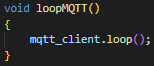 void loopMQTT()
{
    mqtt_client.loop();
}